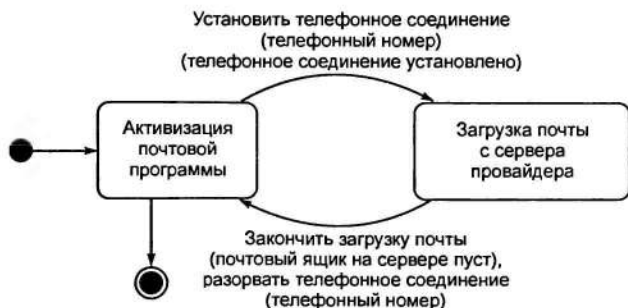 Установить телефонное соединение
(телефонный номер)
(телефонное соединение установлено)
Активизация
почтовой
программы
Загрузка почты
с сервера
провайдера
Закончить загрузку почты
(почтовый ящик на сервере пуст),
разорвать телефонное соединение
(телефонный номер)